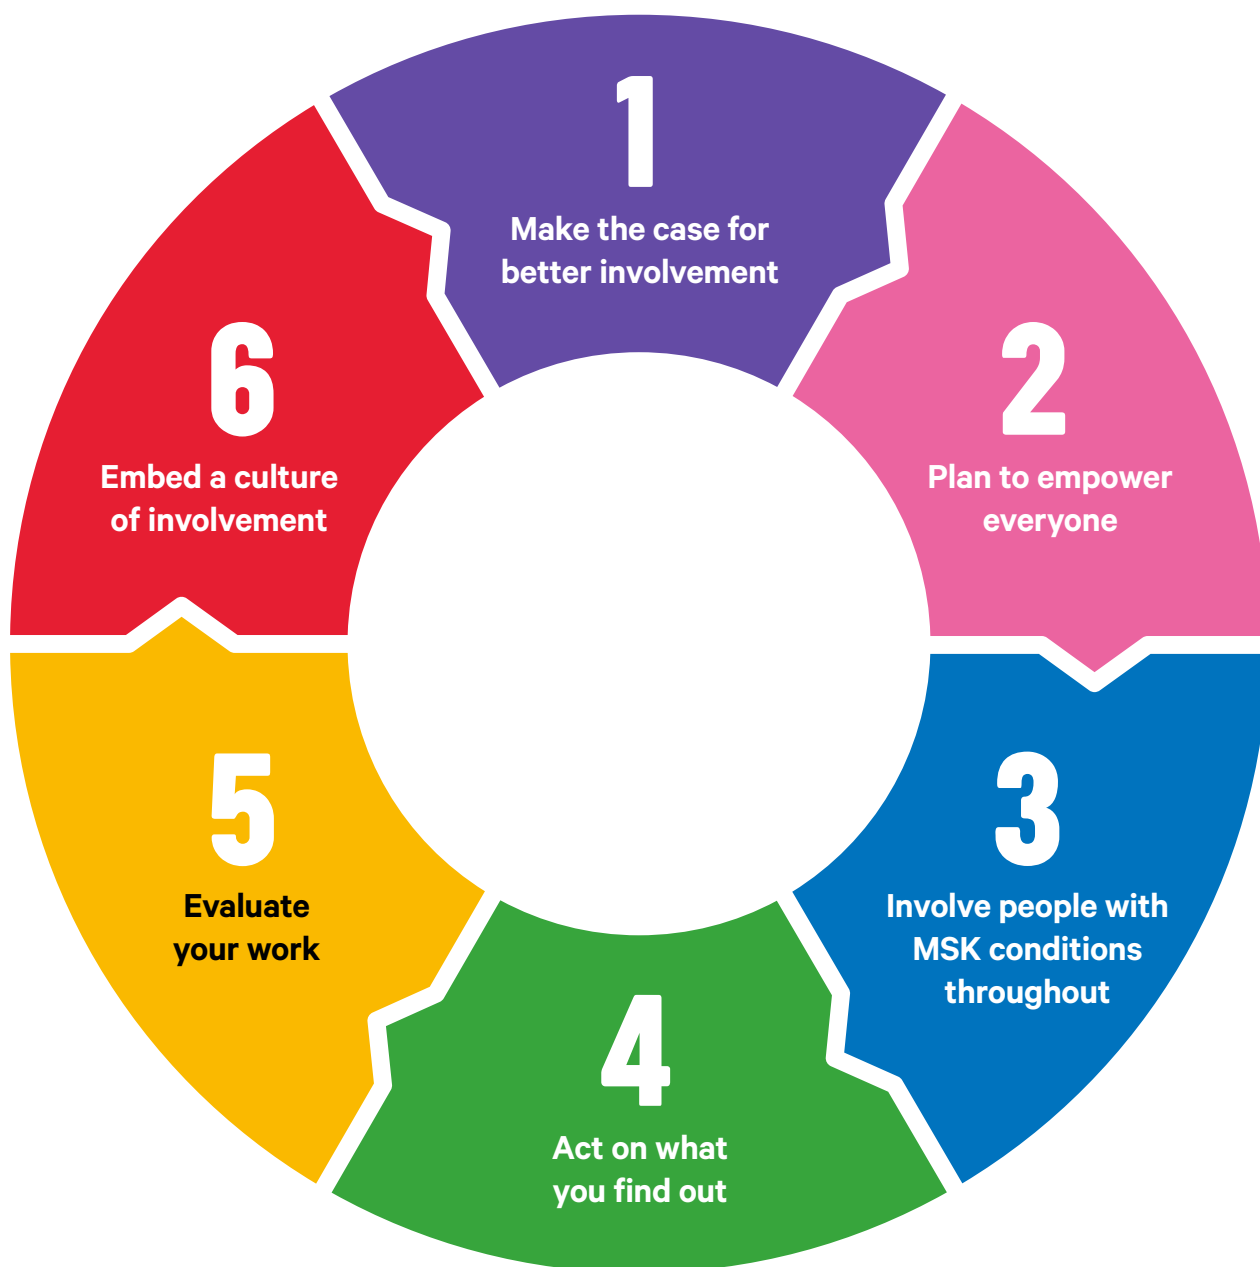 1
Make the case for
better involvement
2
Plan to empower
everyone
3
Involve people with
MSK conditions
throughout
4
Act on what
you find out
5
Evaluate
your work
6
Embed a culture
of involvement